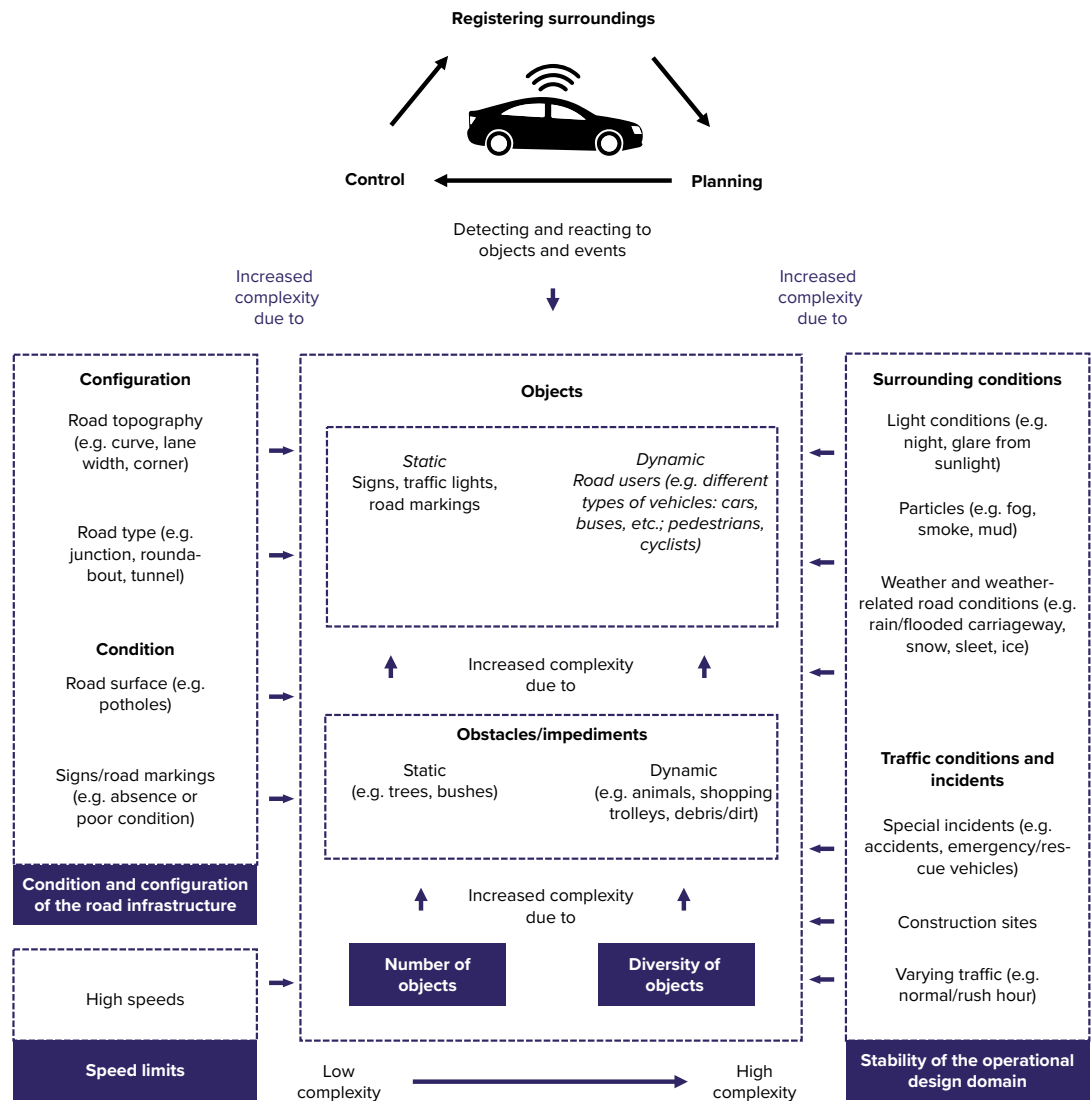 Registering surroundings
Control
Planning
Detecting and reacting to
objects and events
Increased
complexity
due to
Increased
complexity
due to
Configuration
Road topography
(e.g. curve, lane
width, corner)
Road type (e.g.
junction, rounda-
bout, tunnel)
Condition
Road surface (e.g.
potholes)
Signs/road markings
(e.g. absence or
poor condition)
Condition and configuration
of the road infrastructure
High speeds
Speed limits
Objects
Static
Signs, traffic lights,
road markings
Dynamic
Road users (e.g. different
types of vehicles: cars,
buses, etc.; pedestrians,
cyclists)
Increased complexity
due to
Obstacles/impediments
Static
(e.g. trees, bushes)
Dynamic
(e.g. animals, shopping
trolleys, debris/dirt)
Increased complexity
due to
Number of
objects
Diversity of
objects
Low
complexity
High
complexity
Surrounding conditions
Light conditions (e.g.
night, glare from
sunlight)
Particles (e.g. fog,
smoke, mud)
Weather and weather-
related road conditions (e.g.
rain/flooded carriageway,
snow, sleet, ice)
Traffic conditions and
incidents
Special incidents (e.g.
accidents, emergency/res-
cue vehicles)
Construction sites
Varying traffic (e.g.
normal/rush hour)
Stability of the operational
design domain